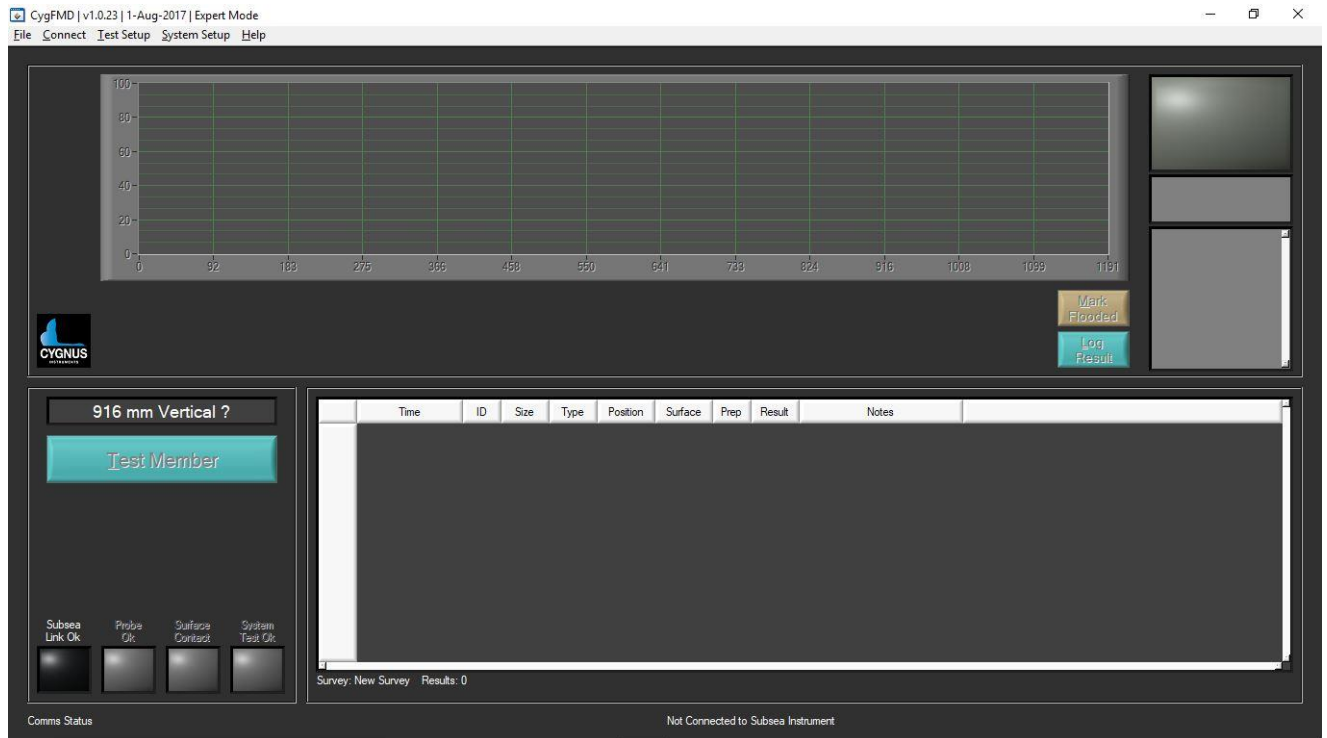 CygFMD | v1.0.23 | 1-Aug-2017 | Expert Mode
File Connect Test Setup System Setup Help
100
80
60
40
20
0
0 92 183 275 366 458 550 641 733 824 916 1008 1099 1191
Mark
Flooded
Log
Result
CYGNUS
INSTRUMENTS
916 mm Vertical ?
Test Member
Time ID Size Type Position Surface Prep Result Notes
Subsea
Link Ok
Probe
Ok
Surface
Contact
System
Test Ok
Survey: New Survey Results: 0
Comms Status
Not Connected to Subsea Instrument